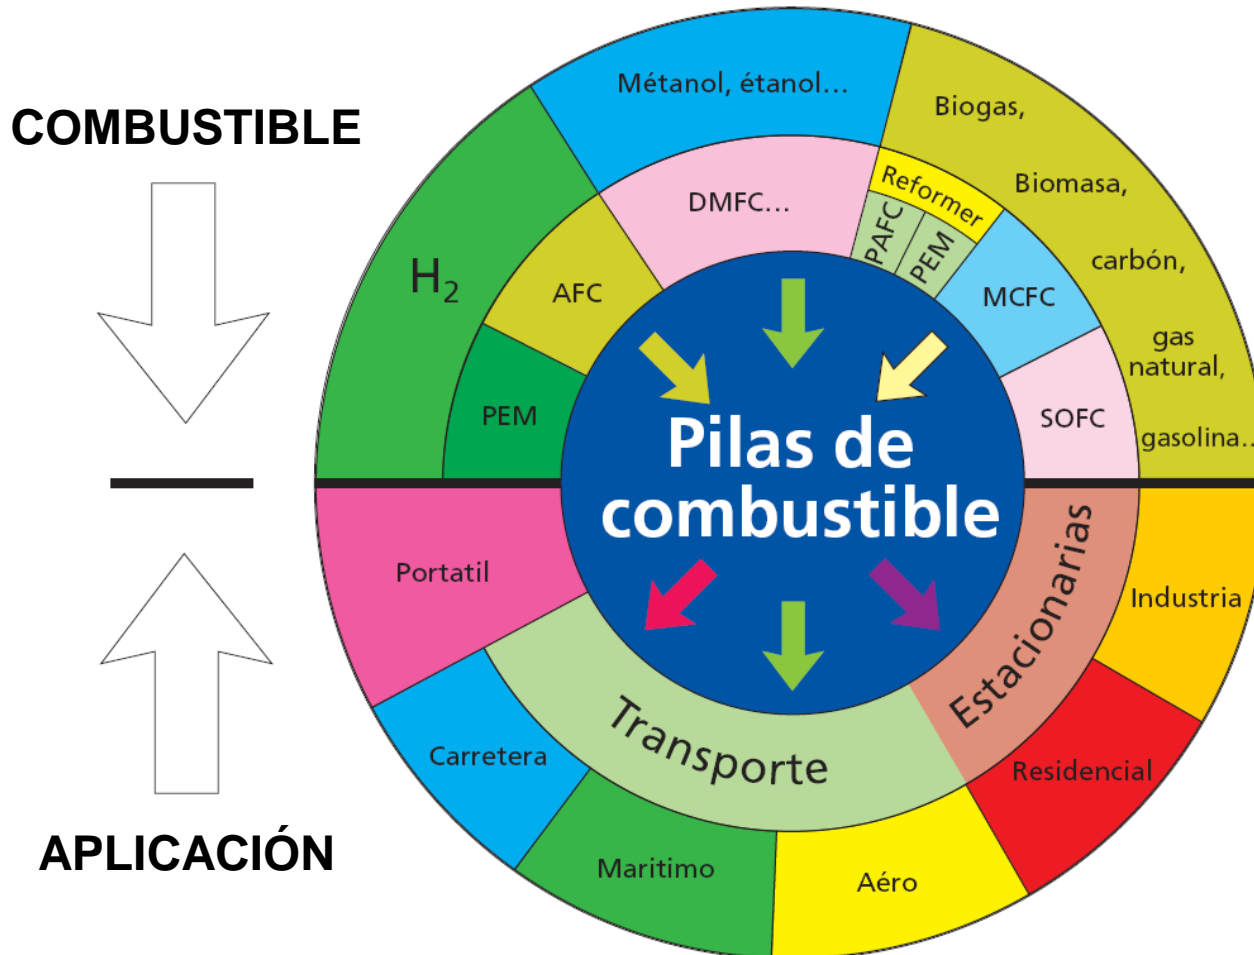 COMBUSTIBLE
Métanol, étanol...
Biogas,
Biomasa,
carbón,
gas
natural,
gasolina..
H2
DMFC...
Reformer
PAFC
PEM
AFC
MCFC
PEM
SOFC
Pilas de
combustible
Portatil
Transporte
Estacionarias
Industria
Residencial
Carretera
Maritimo
Aéro
APLICACIÓN